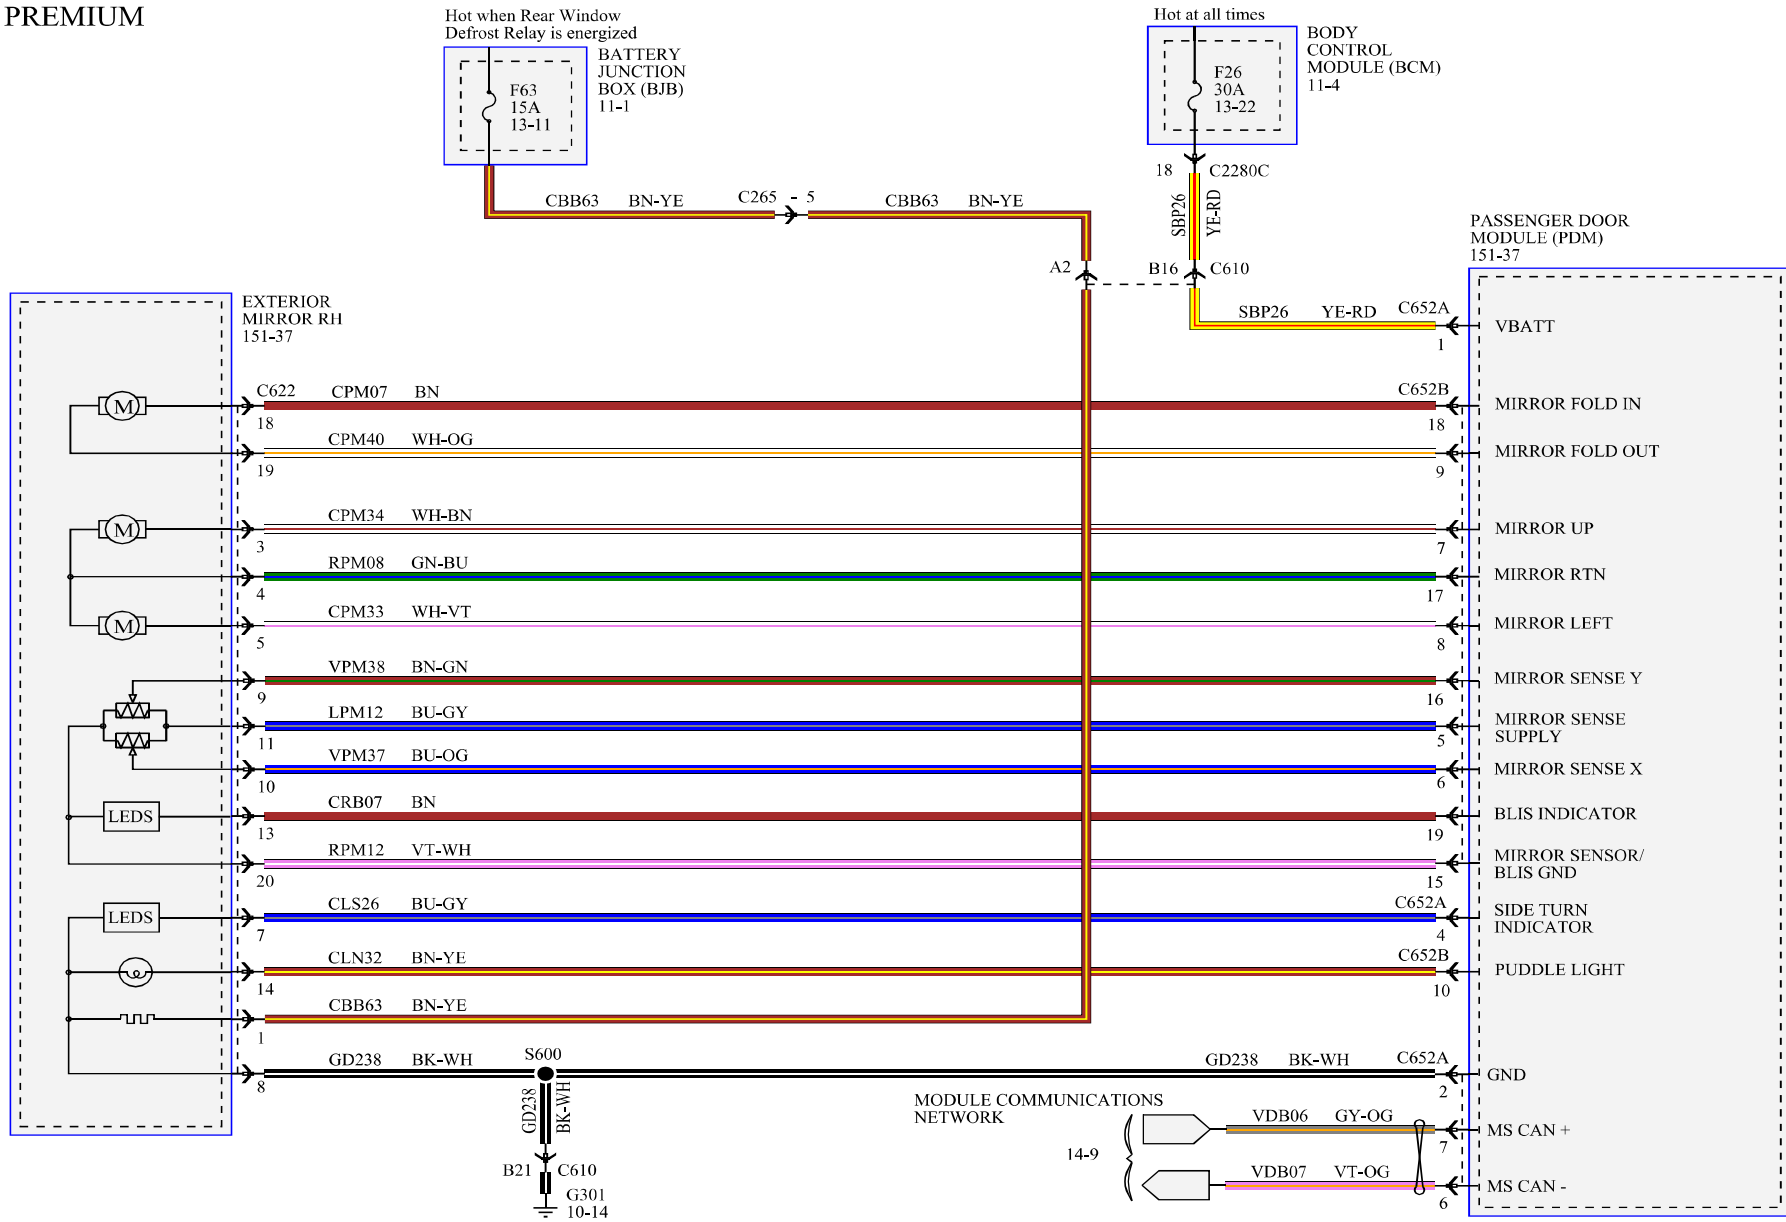 PREMIUM
Hot when Rear Window
Defrost Relay is energized
BATTERY
JUNCTION
BOX (BJB)
11-1
F63
15A
13-11
Hot at all times
BODY
CONTROL
MODULE (BCM)
11-4
F26
30A
13-22
18 C2280C
SBP26
YE-RD
CBB63 BN-YE C265 - 5 CBB63 BN-YE
A2 B16 C610
PASSENGER DOOR
MODULE (PDM)
151-37
EXTERIOR
MIRROR RH
151-37
SBP26 YE-RD C652A
1
VBATT
M
C622 CPM07 BN C652B
18 18
MIRROR FOLD IN
CPM40 WH-OG
19 9
MIRROR FOLD OUT
M
CPM34 WH-BN
3 7
MIRROR UP
RPM08 GN-BU
4 17
MIRROR RTN
M
CPM33 WH-VT
5 8
MIRROR LEFT
VPM38 BN-GN
9 16
MIRROR SENSE Y
LPM12 BU-GY
11 5
MIRROR SENSE
SUPPLY
VPM37 BU-OG
10 6
MIRROR SENSE X
LEDS
CRB07 BN
13 19
BLIS INDICATOR
RPM12 VT-WH
20 15
MIRROR SENSOR/
BLIS GND
LEDS
CLS26 BU-GY C652A
7 4
SIDE TURN
INDICATOR
CLN32 BN-YE C652B
14 10
PUDDLE LIGHT
CBB63 BN-YE
1
GD238 BK-WH S600 GD238 BK-WH C652A
8 2
GND
GD238
BK-WH
B21 C610
G301
10-14
MODULE COMMUNICATIONS
NETWORK
14-9
VDB06 GY-OG
7
MS CAN +
VDB07 VT-OG
6
MS CAN -